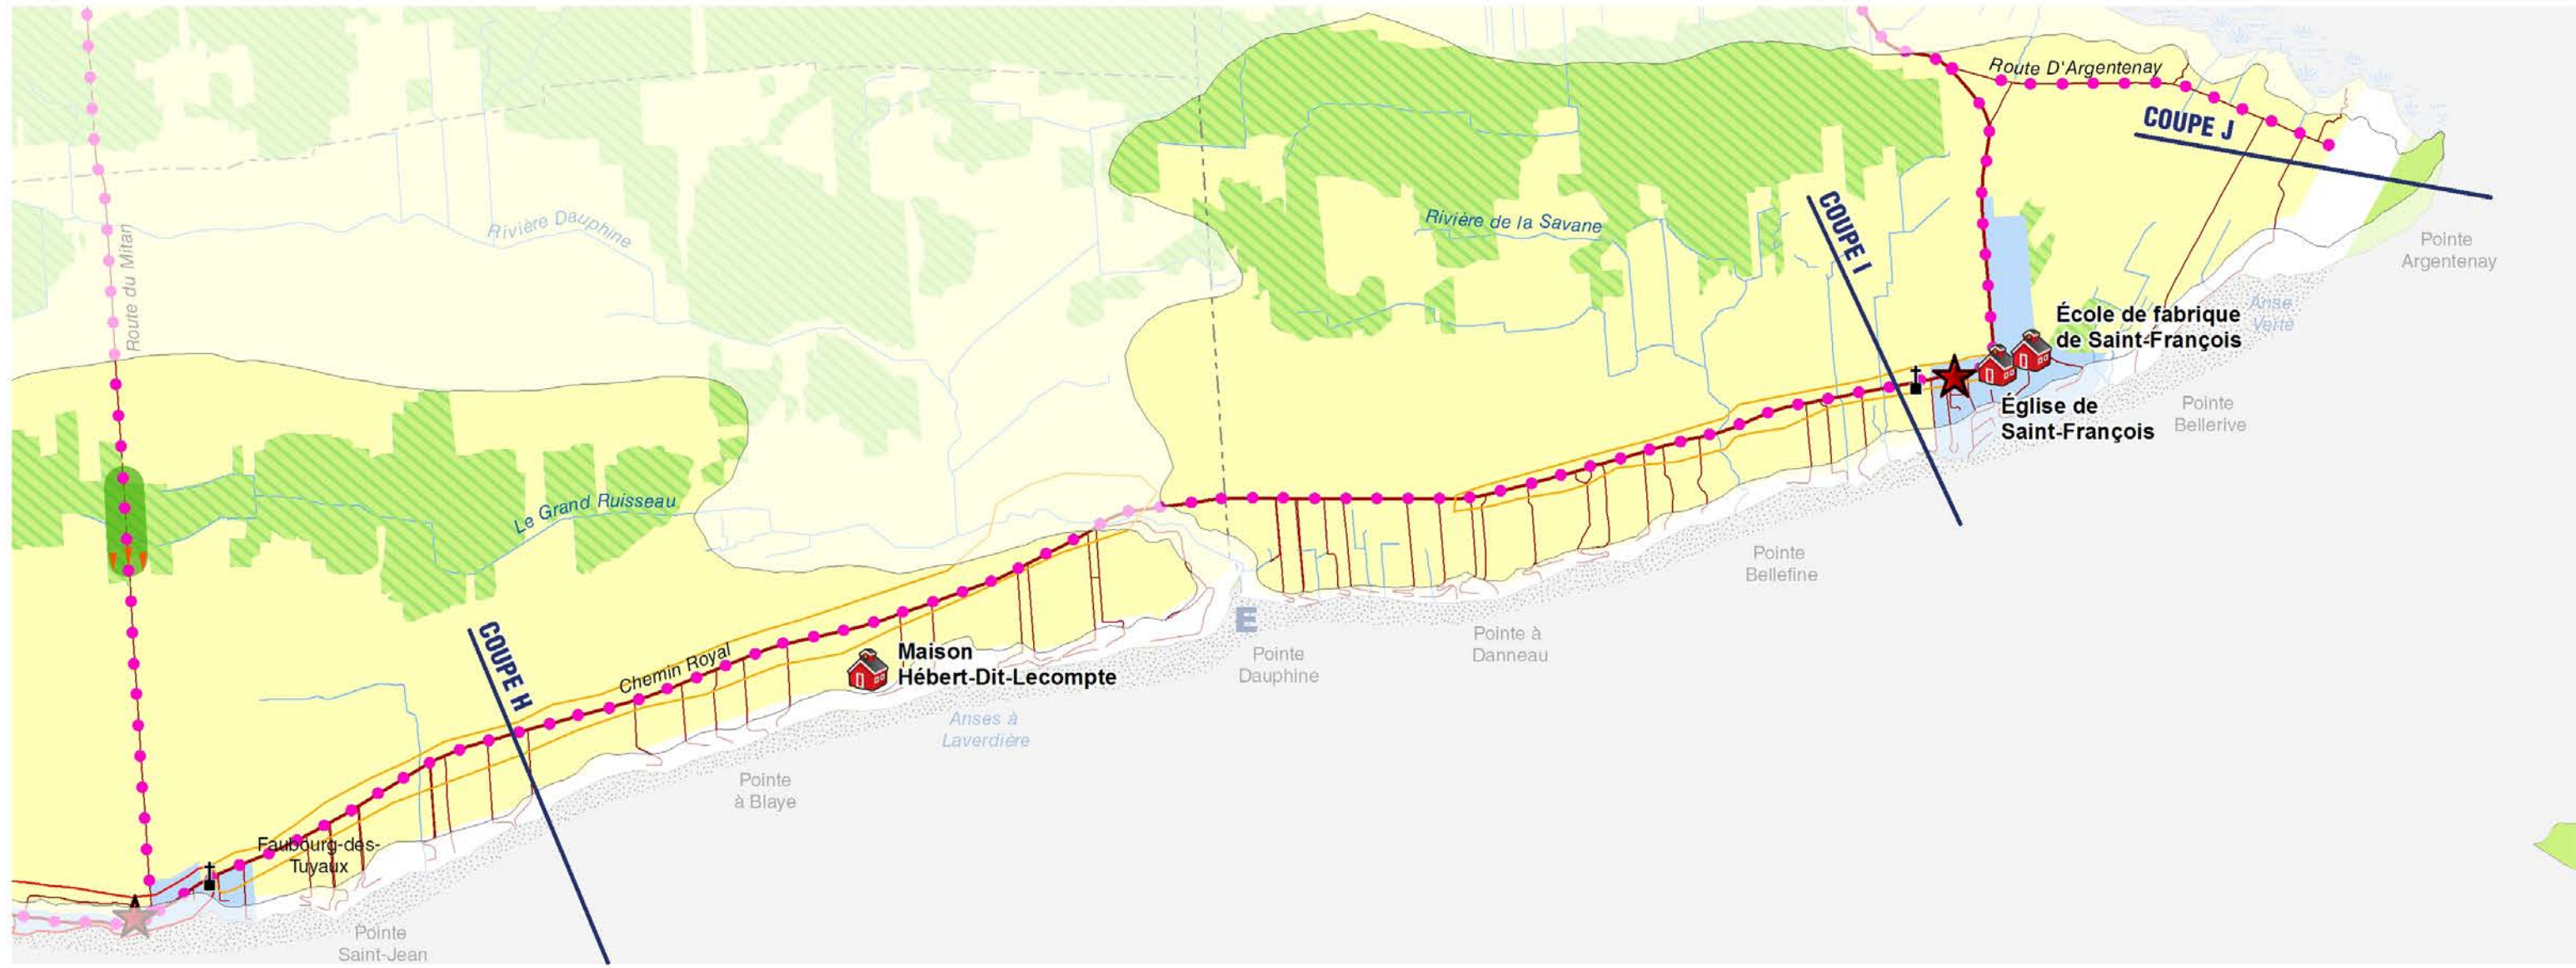 Route D'Argentenay
COUPE J
Route du Mitan
Rivière Dauphine
Rivière de la Savane
COUPE I
Pointe
Argentenay
Anse
Verte
École de fabrique
de Saint-François
Église de
Saint-François
Pointe
Bellerive
Le Grand Ruisseau
Pointe
Bellefine
COUPE H
Chemin Royal
Maison
Hébert-Dit-Lecompte
E
Pointe
Dauphine
Pointe à
Danneau
Anses à
Laverdière
Pointe
à Blaye
Faubourg-des-
Tuyaux
Pointe
Saint-Jean